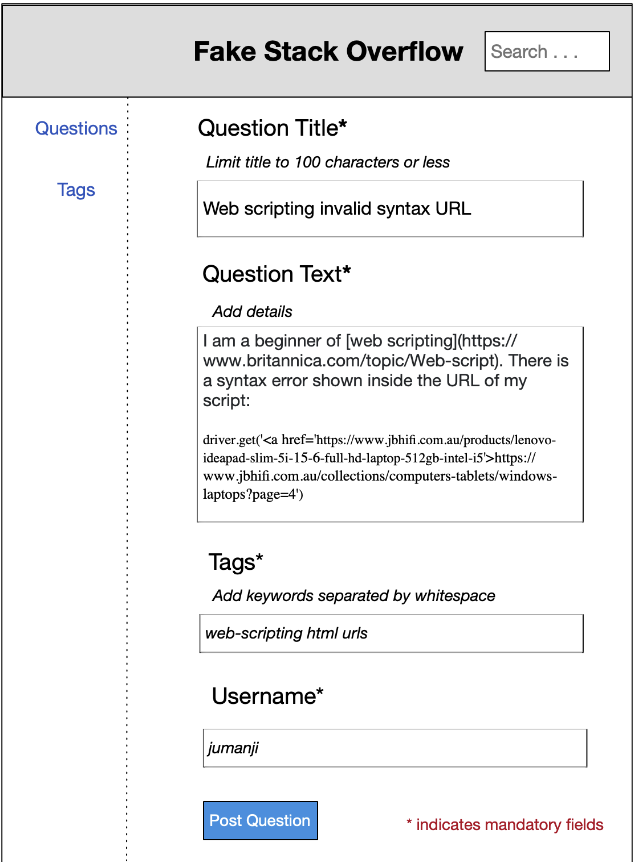 Fake Stack Overflow
Search . . .
Questions
Tags
Question Title*
Limit title to 100 characters or less
Web scripting invalid syntax URL
Question Text*
Add details
I am a beginner of [web scripting](https://
www.britannica.com/topic/Web-script). There is
a syntax error shown inside the URL of my
script:
driver.get('<a href='https://www.jbhifi.com.au/products/lenovo-
ideapad-slim-5i-15-6-full-hd-laptop-512gb-intel-i5'>https://
www.jbhifi.com.au/collections/computers-tablets/windows-
laptops?page=4')
Tags*
Add keywords separated by whitespace
web-scripting html urls
Username*
jumanji
Post Question
* indicates mandatory fields